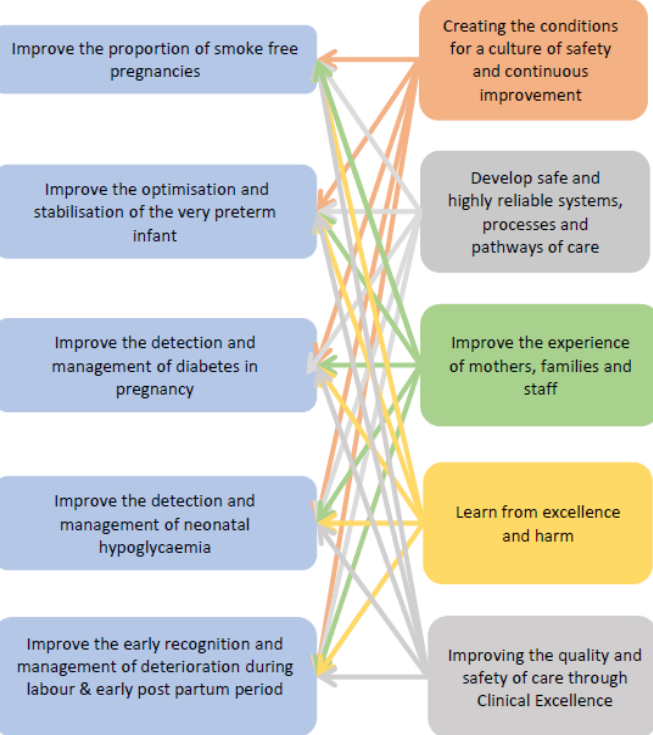 Improve the proportion of smoke free
pregnancies
Improve the optimisation and
stabilisation of the very preterm
infant
Improve the detection and
management of diabetes in
pregnancy
Improve the detection and
management of neonatal
hypoglycaemia
Improve the early recognition and
management of deterioration during
labour & early post partum period
Creating the conditions
for a culture of safety
and continuous
improvement
Develop safe and
highly reliable systems,
processes and
pathways of care
Improve the experience
of mothers, families and
staff
Learn from excellence
and harm
Improving the quality and
safety of care through
Clinical Excellence